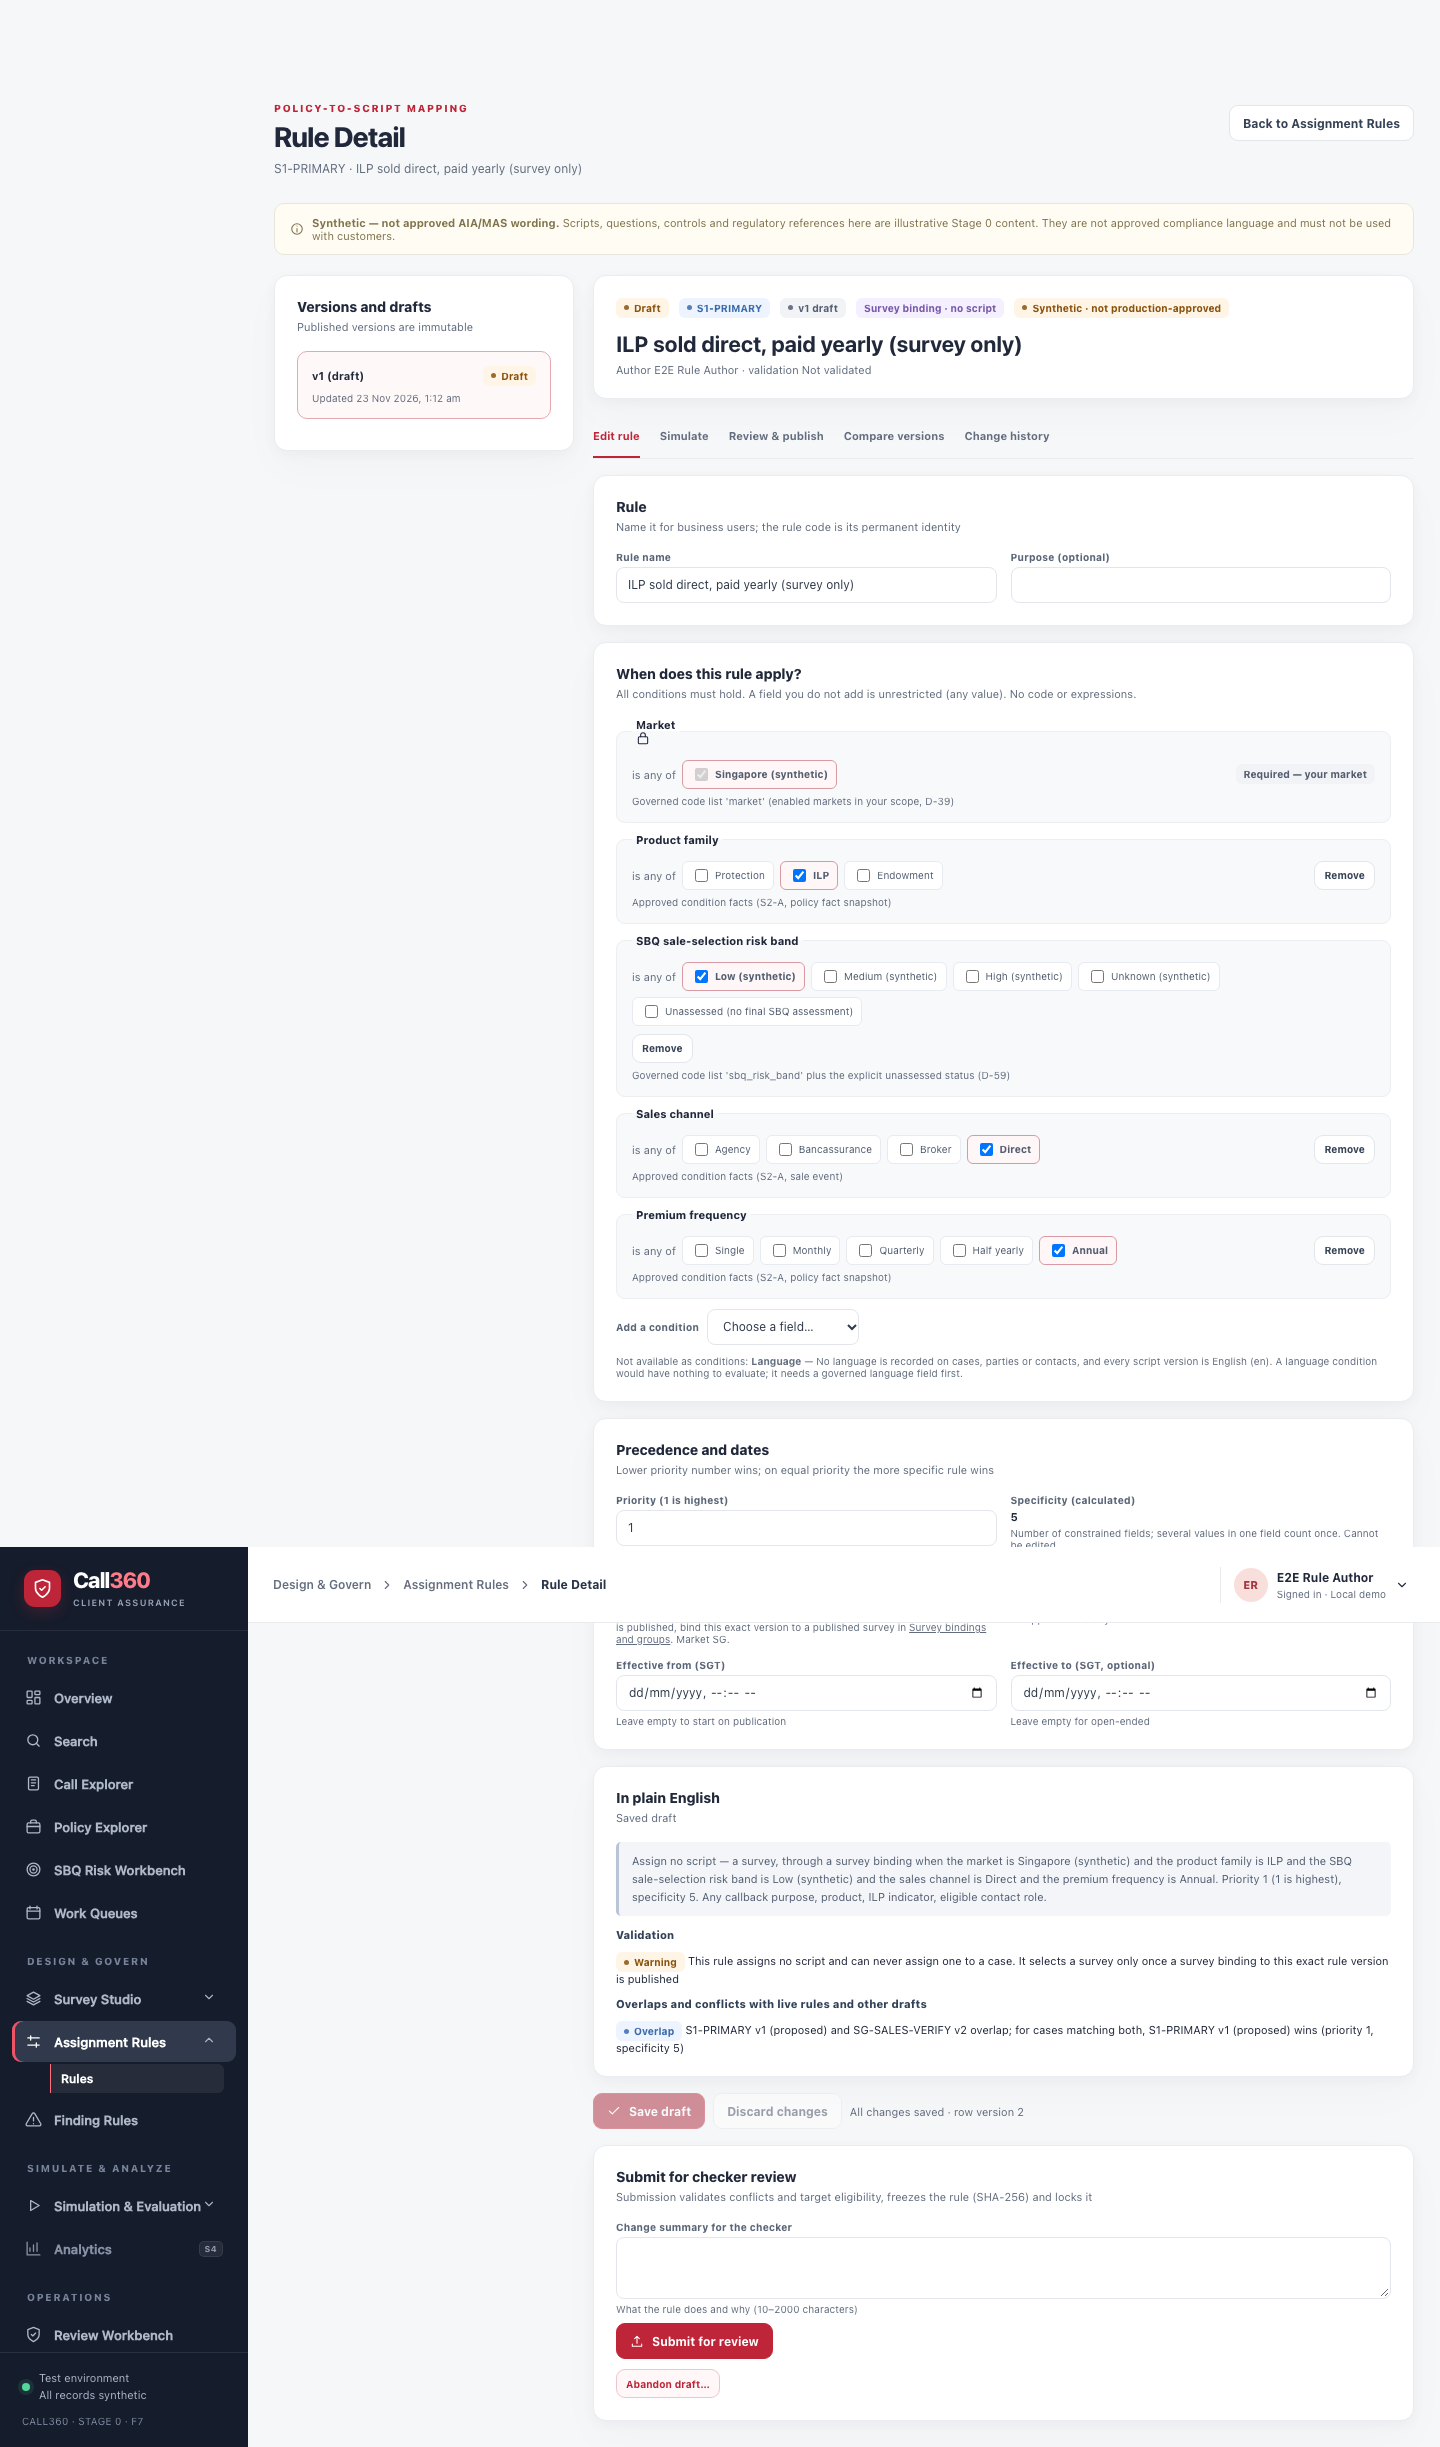 POLICY-TO-SCRIPT MAPPING
Rule Detail
S1-PRIMARY · ILP sold direct, paid yearly (survey only)
Back to Assignment Rules
Synthetic — not approved AIA/MAS wording. Scripts, questions, controls and regulatory references here are illustrative Stage 0 content. They are not approved compliance language and must not be used
with customers.
Versions and drafts
Published versions are immutable
v1 (draft)
Draft
Updated 23 Nov 2026, 1:12 am
Draft
S1-PRIMARY
v1 draft
Survey binding · no script
Synthetic · not production-approved
ILP sold direct, paid yearly (survey only)
Author E2E Rule Author · validation Not validated
Edit rule
Simulate
Review & publish
Compare versions
Change history
Rule
Name it for business users; the rule code is its permanent identity
Rule name
Purpose (optional)
ILP sold direct, paid yearly (survey only)
When does this rule apply?
All conditions must hold. A field you do not add is unrestricted (any value). No code or expressions.
Market
is any of
Singapore (synthetic)
Required — your market
Governed code list 'market' (enabled markets in your scope, D-39)
Product family
is any of
Protection
ILP
Endowment
Remove
Approved condition facts (S2-A, policy fact snapshot)
SBQ sale-selection risk band
is any of
Low (synthetic)
Medium (synthetic)
High (synthetic)
Unknown (synthetic)
Unassessed (no final SBQ assessment)
Remove
Governed code list 'sbq_risk_band' plus the explicit unassessed status (D-59)
Sales channel
is any of
Agency
Bancassurance
Broker
Direct
Remove
Approved condition facts (S2-A, sale event)
Premium frequency
is any of
Single
Monthly
Quarterly
Half yearly
Annual
Remove
Approved condition facts (S2-A, policy fact snapshot)
Add a condition
Choose a field...
Not available as conditions: Language — No language is recorded on cases, parties or contacts, and every script version is English (en). A language condition
would have nothing to evaluate; it needs a governed language field first.
Precedence and dates
Lower priority number wins; on equal priority the more specific rule wins
Priority (1 is highest)
Specificity (calculated)
1
5
Number of constrained fields; several values in one field count once. Cannot
be edited
Call360
CLIENT ASSURANCE
Design & Govern
Assignment Rules
Rule Detail
ER
E2E Rule Author
Signed in · Local demo
is published, bind this exact version to a published survey in Survey bindings
and groups. Market SG.
Effective from (SGT)
Effective to (SGT, optional)
dd/mm/yyyy, --:-- --
dd/mm/yyyy, --:-- --
Leave empty to start on publication
Leave empty for open-ended
In plain English
Saved draft
Assign no script — a survey, through a survey binding when the market is Singapore (synthetic) and the product family is ILP and the SBQ
sale-selection risk band is Low (synthetic) and the sales channel is Direct and the premium frequency is Annual. Priority 1 (1 is highest),
specificity 5. Any callback purpose, product, ILP indicator, eligible contact role.
Validation
Warning This rule assigns no script and can never assign one to a case. It selects a survey only once a survey binding to this exact rule version
is published
Overlaps and conflicts with live rules and other drafts
Overlap S1-PRIMARY v1 (proposed) and SG-SALES-VERIFY v2 overlap; for cases matching both, S1-PRIMARY v1 (proposed) wins (priority 1,
specificity 5)
Save draft
Discard changes
All changes saved · row version 2
Submit for checker review
Submission validates conflicts and target eligibility, freezes the rule (SHA-256) and locks it
Change summary for the checker
What the rule does and why (10–2000 characters)
Submit for review
Abandon draft...
WORKSPACE
Overview
Search
Call Explorer
Policy Explorer
SBQ Risk Workbench
Work Queues
DESIGN & GOVERN
Survey Studio
Assignment Rules
Rules
Finding Rules
SIMULATE & ANALYZE
Simulation & Evaluation
Analytics
S4
OPERATIONS
Review Workbench
Test environment
All records synthetic
CALL360 · STAGE 0 · F7